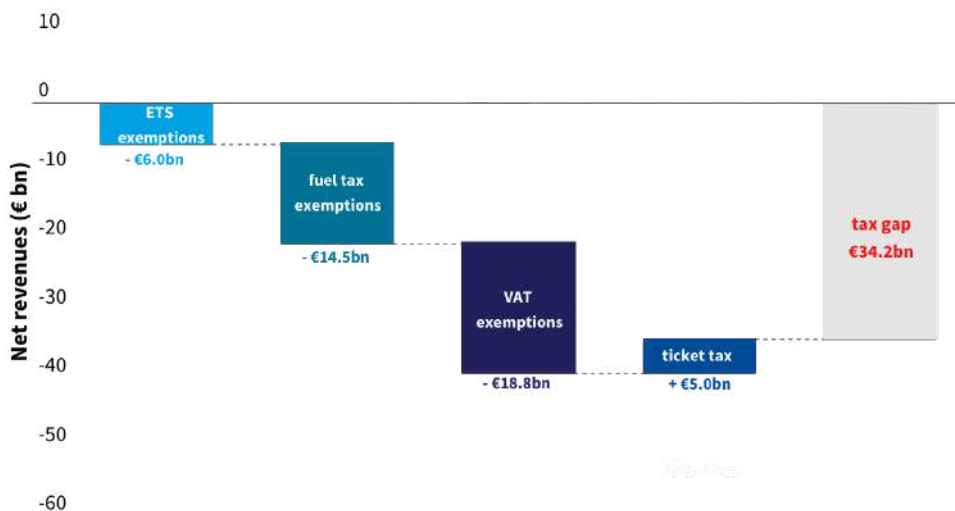 10
0
-10
-20
-30
-40
-50
-60
Net revenues (€ bn)
ETS
exemptions
- €6.0bn
fuel tax
exemptions
- €14.5bn
VAT
exemptions
- €18.8bn
ticket tax
+ €5.0bn
tax gap
€34.2bn